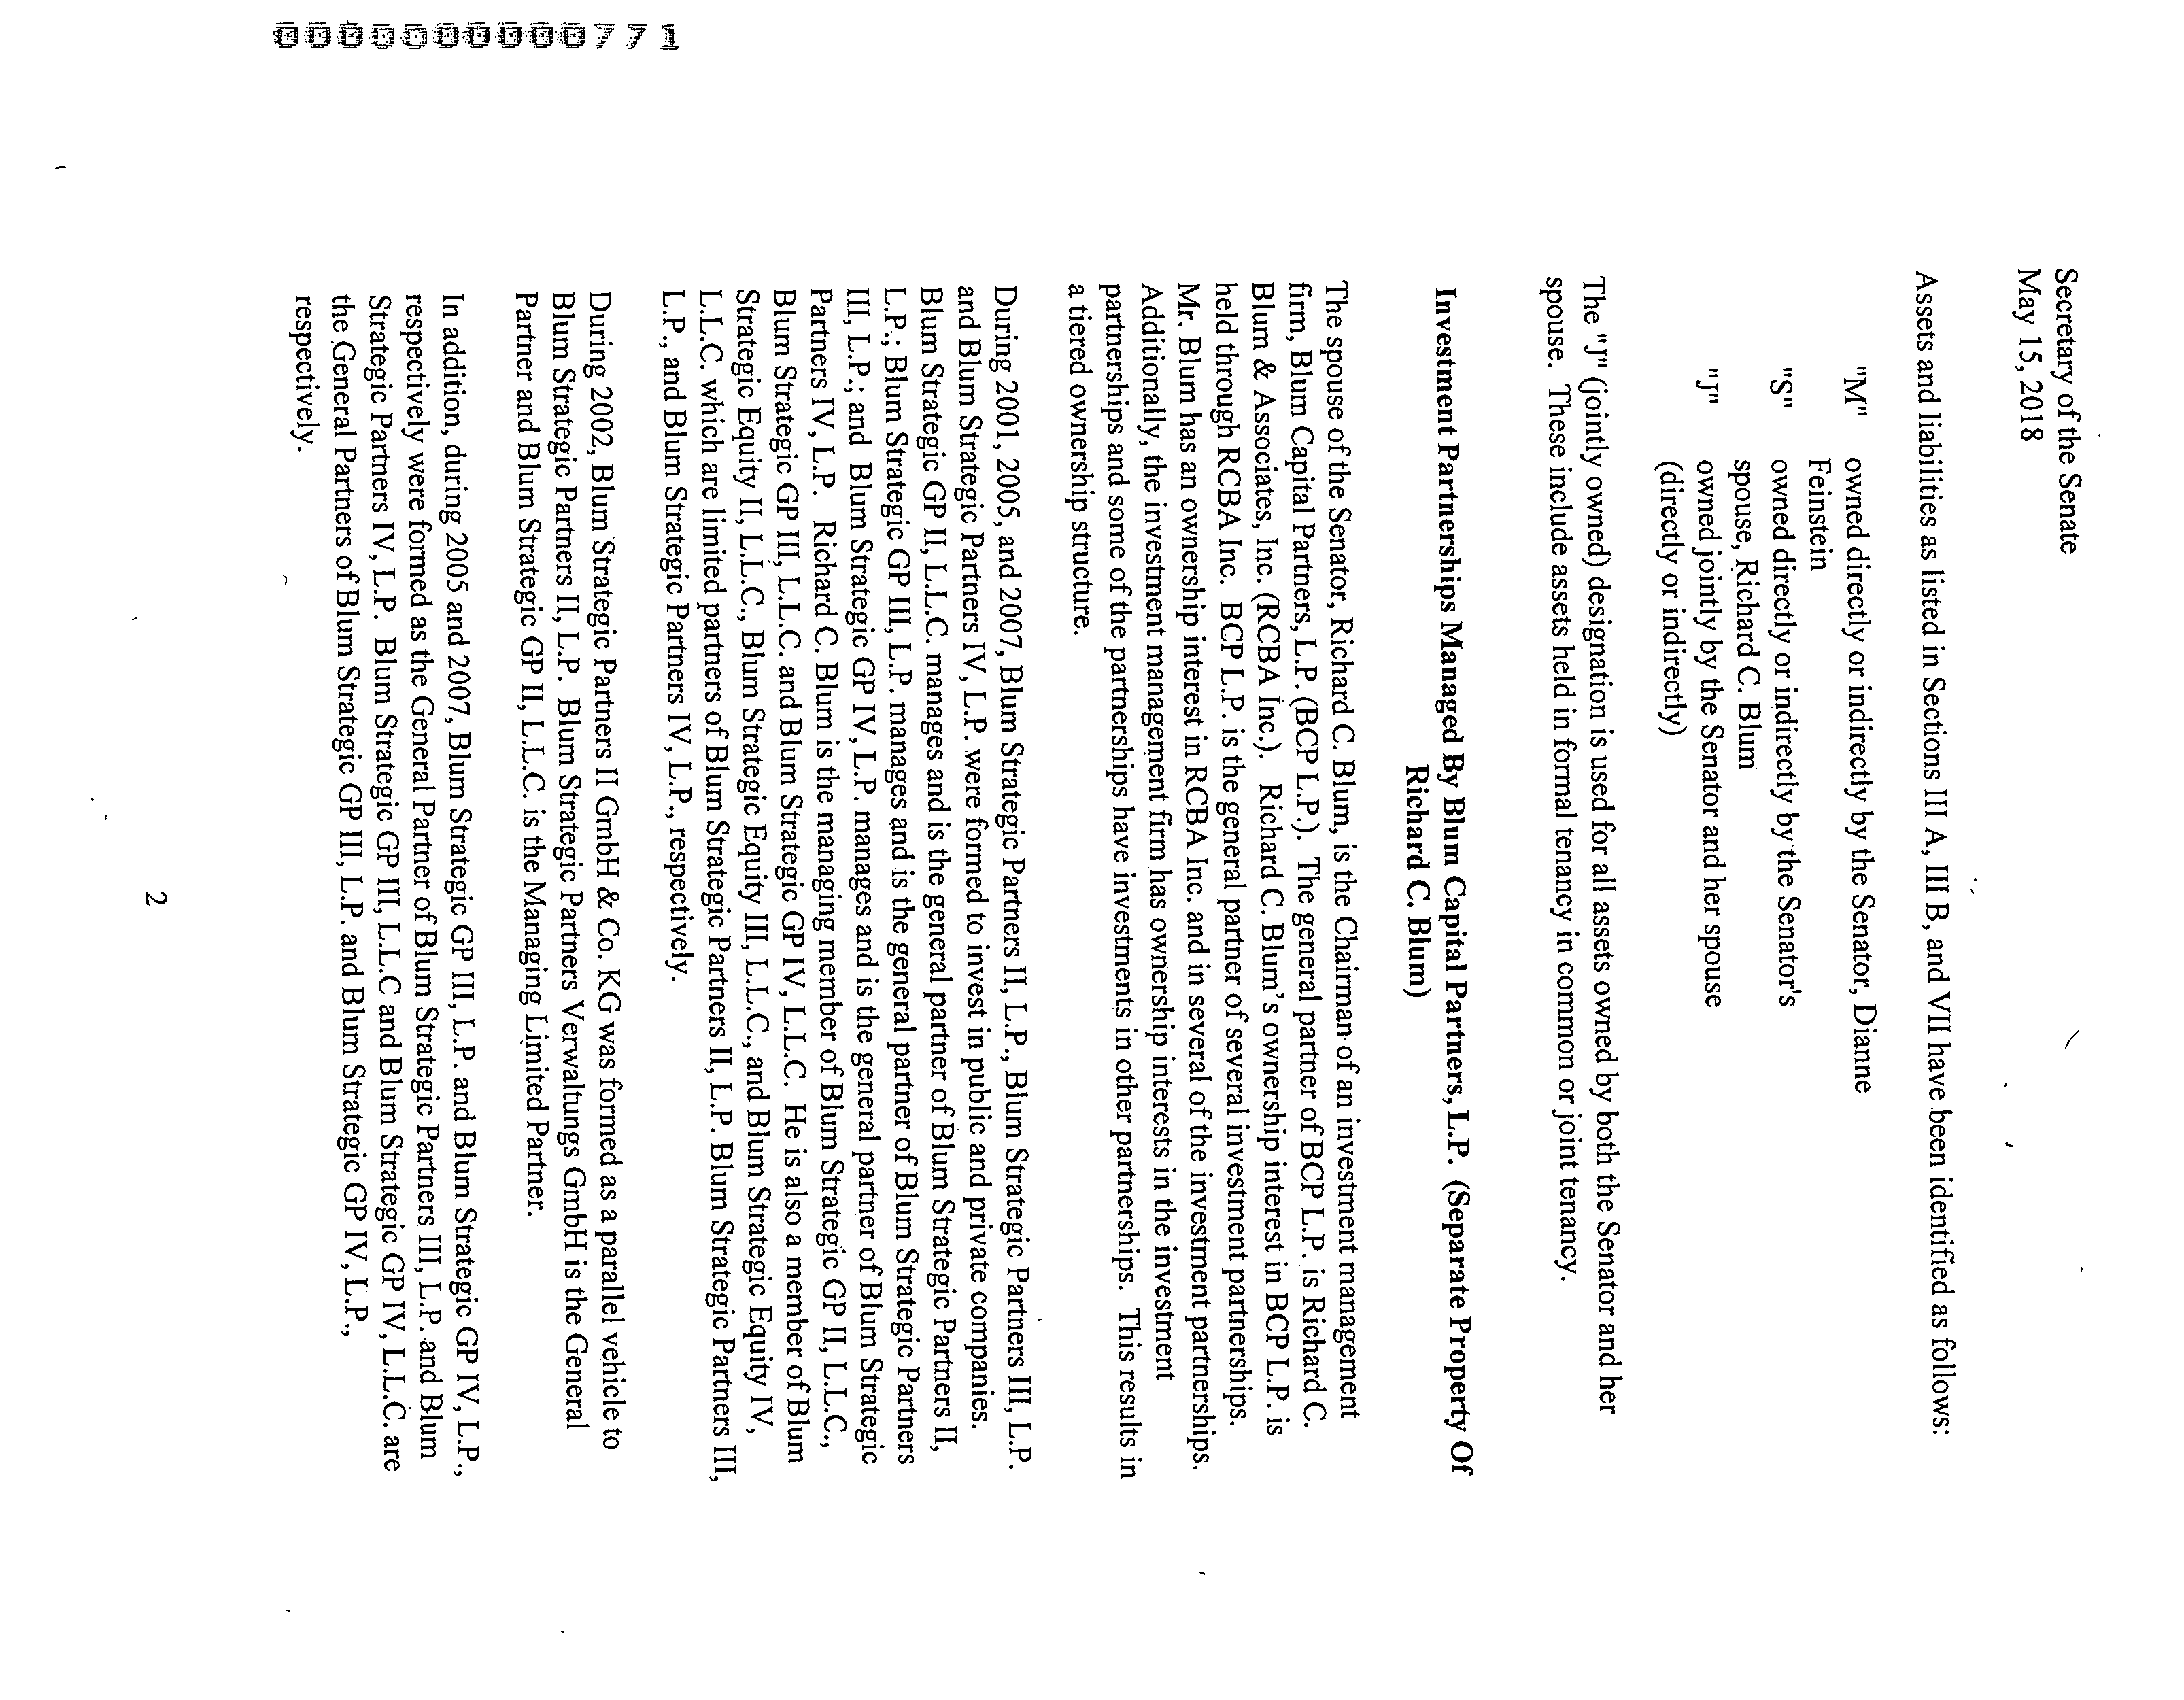 Secretary of the Senate
May 15, 2018
Assets and liabilities as listed in Sections III A, III B, and VII have been identified as follows:
"M" owned directly or indirectly by the Senator, Dianne
Feinstein
"S" owned directly or indirectly by the Senator's
spouse, Richard C. Blum
"J" owned jointly by the Senator and her spouse
(directly or indirectly)
The "J" (jointly owned) designation is used for all assets owned by both the Senator and her
spouse. These include assets held in formal tenancy in common or joint tenancy.
Investment Partnerships Managed By Blum Capital Partners, L.P. (Separate Property Of
Richard C. Blum)
The spouse of the Senator, Richard C. Blum, is the Chairman of an investment management
firm, Blum Capital Partners, L.P. (BCP L.P.). The general partner of BCP L.P. is Richard C.
Blum & Associates, Inc. (RCBA Inc.). Richard C. Blum's ownership interest in BCP L.P. is
held through RCBA Inc. BCP L.P. is the general partner of several investment partnerships.
Mr. Blum has an ownership interest in RCBA Inc. and in several of the investment partnerships.
Additionally, the investment management firm has ownership interests in the investment
partnerships and some of the partnerships have investments in other partnerships. This results in
a tiered ownership structure.
During 2001, 2005, and 2007, Blum Strategic Partners II, L.P., Blum Strategic Partners III, L.P.
and Blum Strategic Partners IV, L.P. were formed to invest in public and private companies.
Blum Strategic GP II, L.L.C. manages and is the general partner of Blum Strategic Partners II,
L.P.; Blum Strategic GP III, L.P. manages and is the general partner of Blum Strategic Partners
III, L.P.; and Blum Strategic GP IV, L.P. manages and is the general partner of Blum Strategic
Partners IV, L.P. Richard C. Blum is the managing member of Blum Strategic GP II, L.L.C.,
Blum Strategic GP III, L.L.C. and Blum Strategic GP IV, L.L.C. He is also a member of Blum
Strategic Equity II, L.L.C., Blum Strategic Equity III, L.L.C., and Blum Strategic Equity IV,
L.L.C. which are limited partners of Blum Strategic Partners II, L.P. Blum Strategic Partners III,
L.P., and Blum Strategic Partners IV, L.P., respectively.
During 2002, Blum Strategic Partners II GmbH & Co. KG was formed as a parallel vehicle to
Blum Strategic Partners II, L.P. Blum Strategic Partners Verwaltungs GmbH is the General
Partner and Blum Strategic GP II, L.L.C. is the Managing Limited Partner.
In addition, during 2005 and 2007, Blum Strategic GP III, L.P. and Blum Strategic GP IV, L.P.,
respectively were formed as the General Partner of Blum Strategic Partners III, L.P. and Blum
Strategic Partners IV, L.P. Blum Strategic GP III, L.L.C and Blum Strategic GP IV, L.L.C. are
the General Partners of Blum Strategic GP III, L.P. and Blum Strategic GP IV, L.P.,
respectively.
2
0000000000771